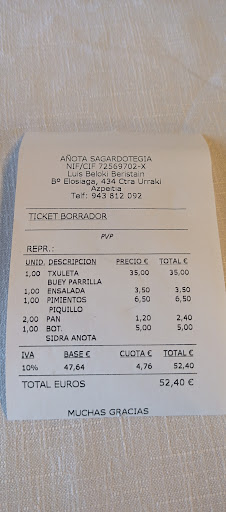 AÑOTA SAGARDOTEGIA
NIF/CIF 72569702-X
Luis Beloki Beristain
Bº Elosiaga, 434 Ctra Urraki
Azpeitia
Telf: 943 812 092
TICKET BORRADOR
PVP
REPR.:
UNID. DESCRIPCION PRECIO € TOTAL €
1,00 TXULETA 35,00 35,00
BUEY PARRILLA
1,00 ENSALADA 3,50 3,50
1,00 PIMIENTOS 6,50 6,50
PIQUILLO
2,00 PAN 1,20 2,40
1,00 BOT. 5,00 5,00
SIDRA ANOTA
IVA BASE € CUOTA € TOTAL €
10% 47,64 4,76 52,40
TOTAL EUROS 52,40 €
MUCHAS GRACIAS